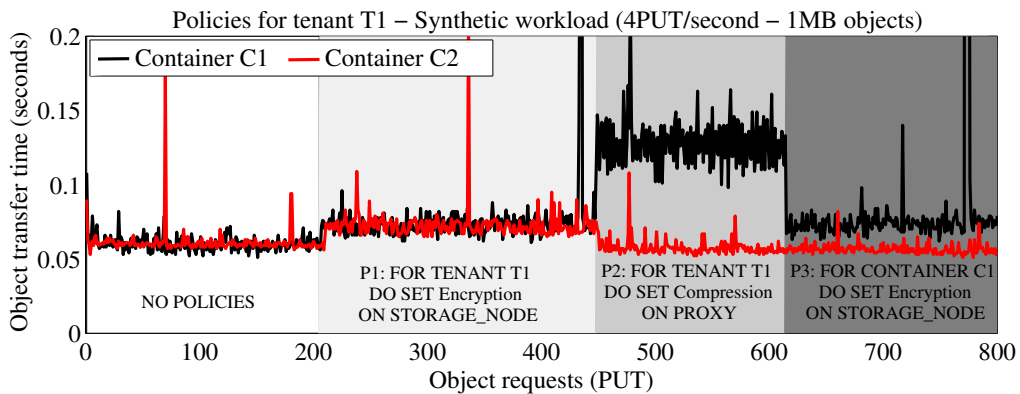 Policies for tenant T1 – Synthetic workload (4PUT/second – 1MB objects)
Object transfer time (seconds)
0.2
0.15
0.1
0.05
0
Container C1
Container C2
NO POLICIES
P1: FOR TENANT T1
DO SET Encryption
ON STORAGE_NODE
P2: FOR TENANT T1
DO SET Compression
ON PROXY
P3: FOR CONTAINER C1
DO SET Encryption
ON STORAGE_NODE
0 100 200 300 400 500 600 700 800
Object requests (PUT)